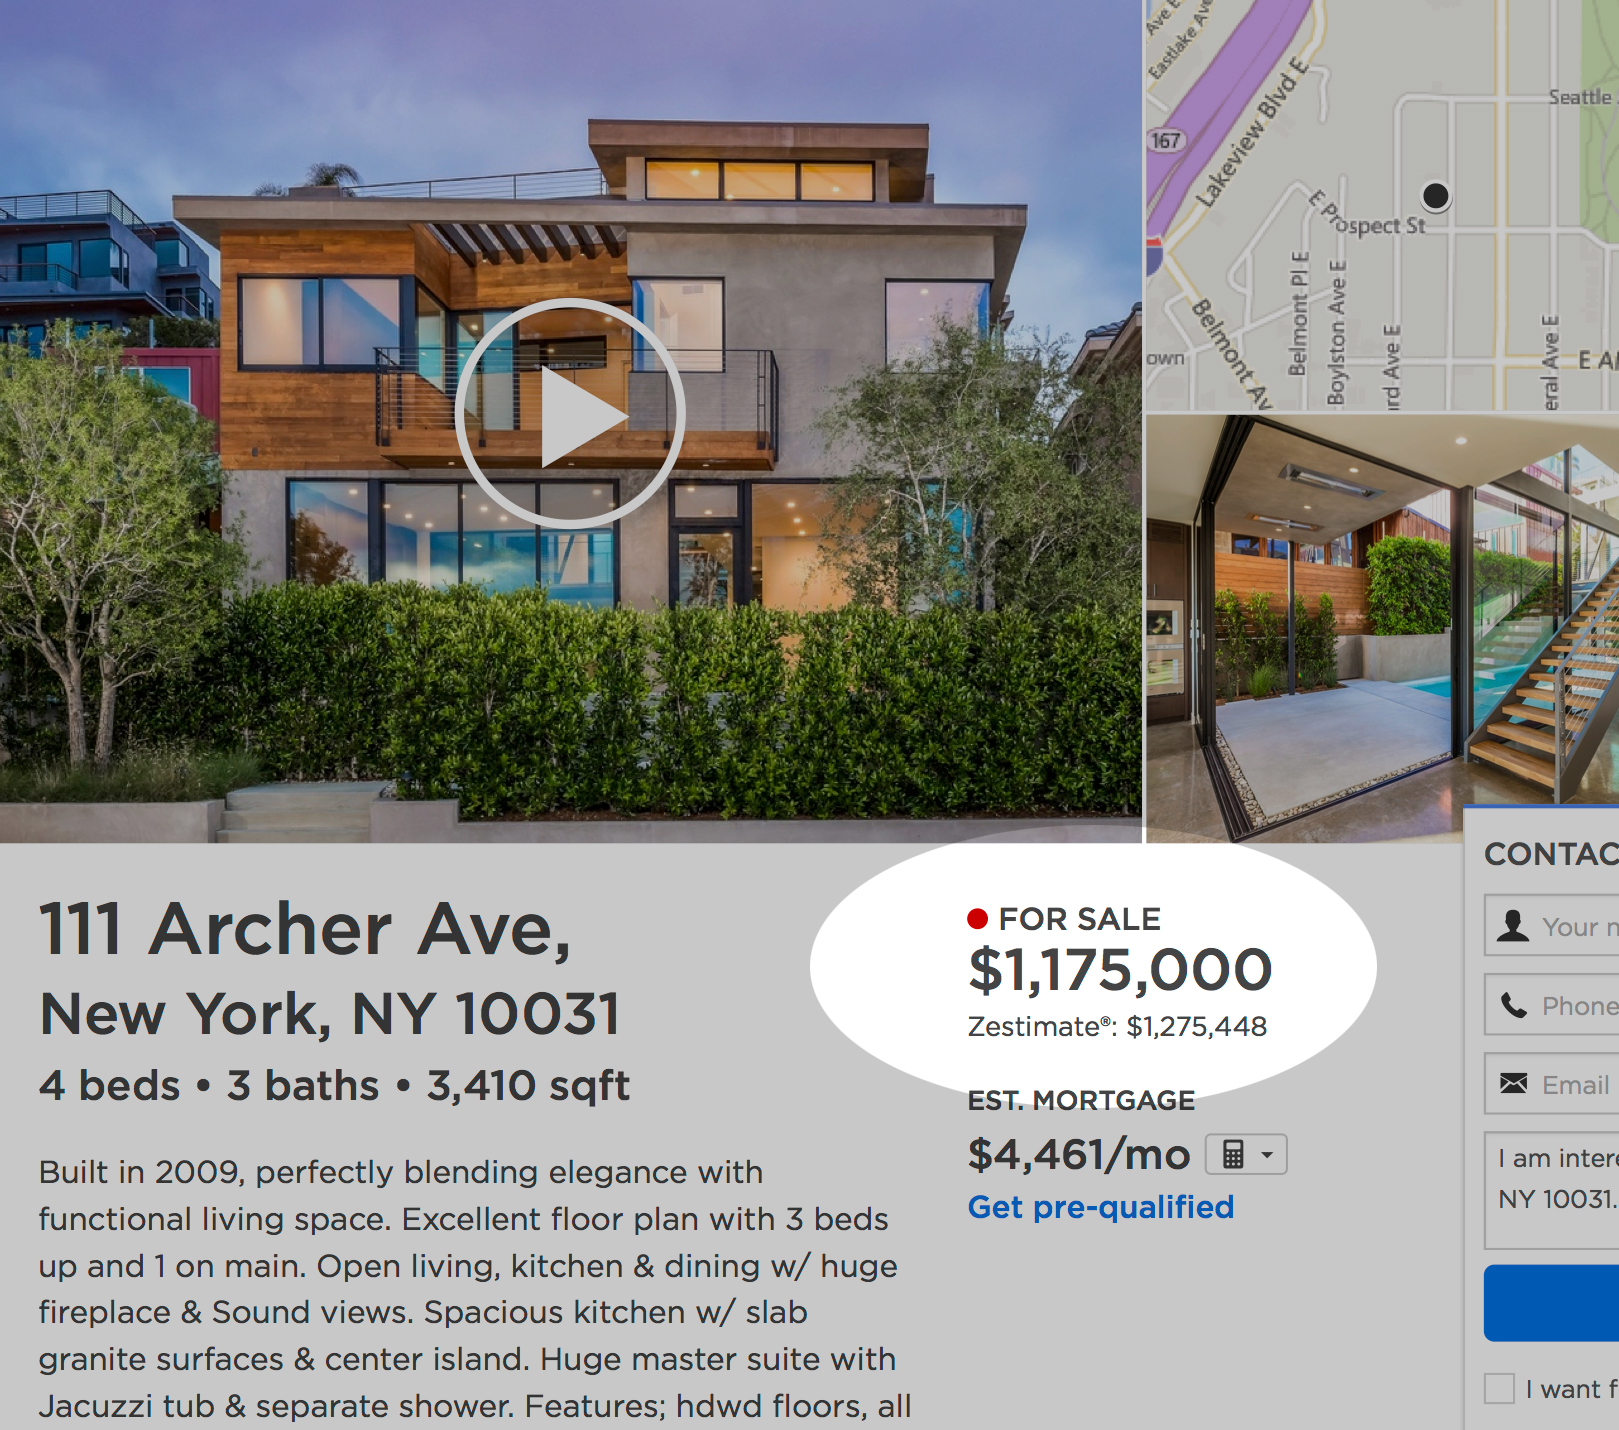 Ave E
Eastlake Ave
Lakeview Blvd E
167
Seattle
E Prospect St
Belmont Pl E
Boylston Ave E
Belmont Av
rd Ave E
eral Ave E
own
111 Archer Ave,
New York, NY 10031
4 beds • 3 baths • 3,410 sqft
Built in 2009, perfectly blending elegance with
functional living space. Excellent floor plan with 3 beds
up and 1 on main. Open living, kitchen & dining w/ huge
fireplace & Sound views. Spacious kitchen w/ slab
granite surfaces & center island. Huge master suite with
Jacuzzi tub & separate shower. Features; hdwd floors, all
FOR SALE
$1,175,000
Zestimate®: $1,275,448
EST. MORTGAGE
$4,461/mo
Get pre-qualified
CONTAC
Your n
Phone
Email
I am inter
NY 10031.
I want f